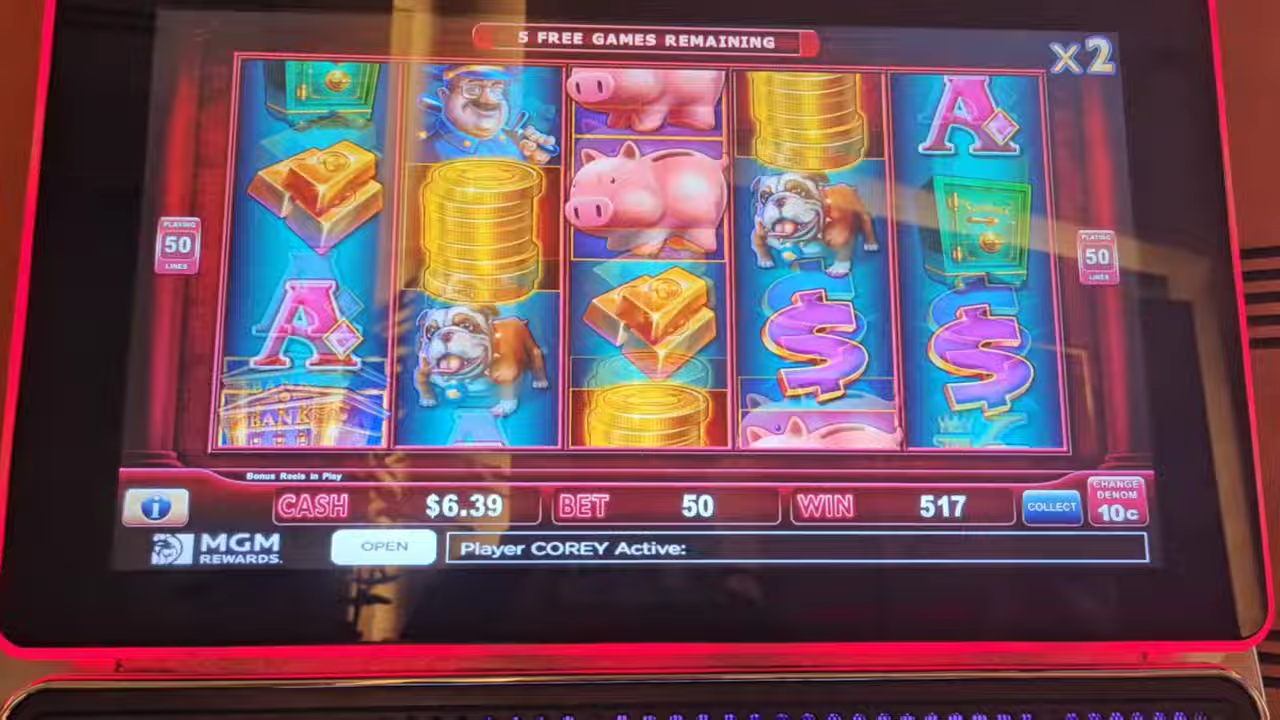 5 FREE GAMES REMAINING
x2
PLAYING
50
LINES
PLAYING
50
LINES
A
A
BANK
$
$
Bonus Reels in Play
CASH $6.39 BET 50 WIN 517 COLLECT
CHANGE
DENOM
10¢
MGM
REWARDS.
OPEN
Player COREY Active: